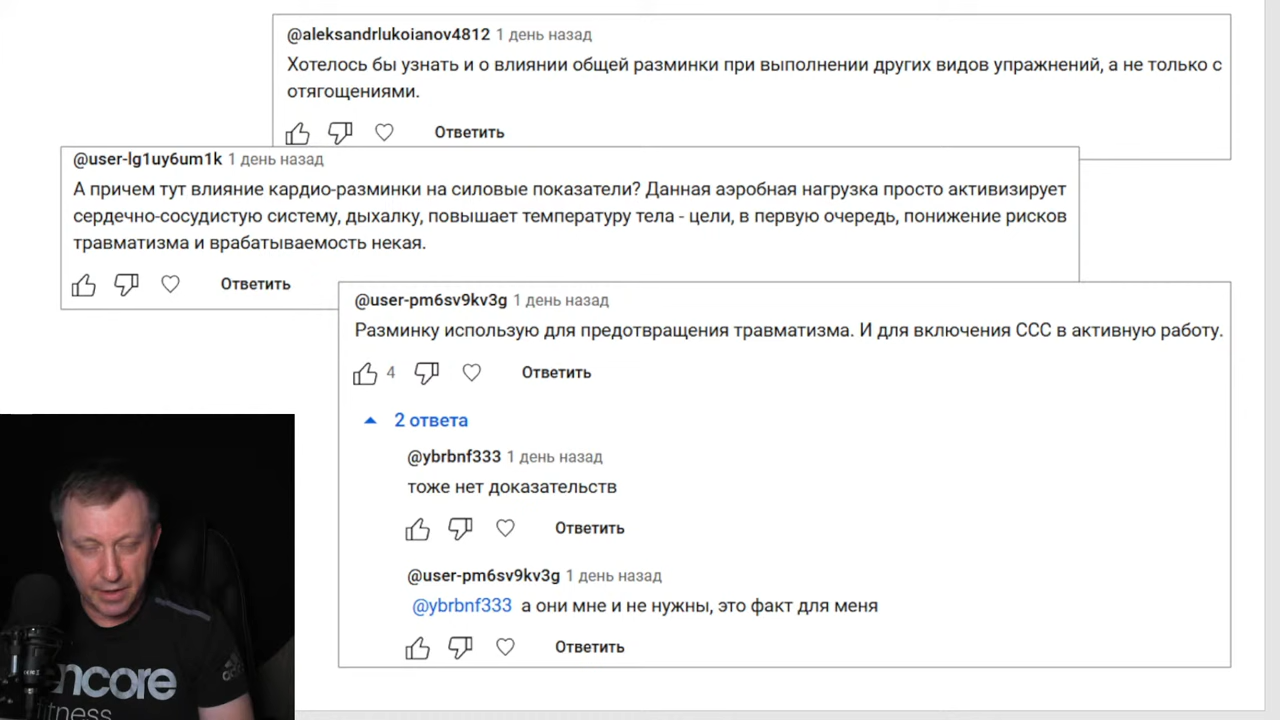 @aleksandrlukoianov4812 1 день назад
Хотелось бы узнать и о влиянии общей разминки при выполнении других видов упражнений, а не только с
отягощениями.
Ответить
@user-lg1uy6um1k 1 день назад
А причем тут влияние кардио-разминки на силовые показатели? Данная аэробная нагрузка просто активизирует
сердечно-сосудистую систему, дыхалку, повышает температуру тела - цели, в первую очередь, понижение рисков
травматизма и врабатываемость некая.
Ответить
@user-pm6sv9kv3g 1 день назад
Разминку использую для предотвращения травматизма. И для включения ССС в активную работу.
4 Ответить
2 ответа
@ybrbnf333 1 день назад
тоже нет доказательств
Ответить
@user-pm6sv9kv3g 1 день назад
@ybrbnf333 а они мне и не нужны, это факт для меня
Ответить
encore
fitness
adidas